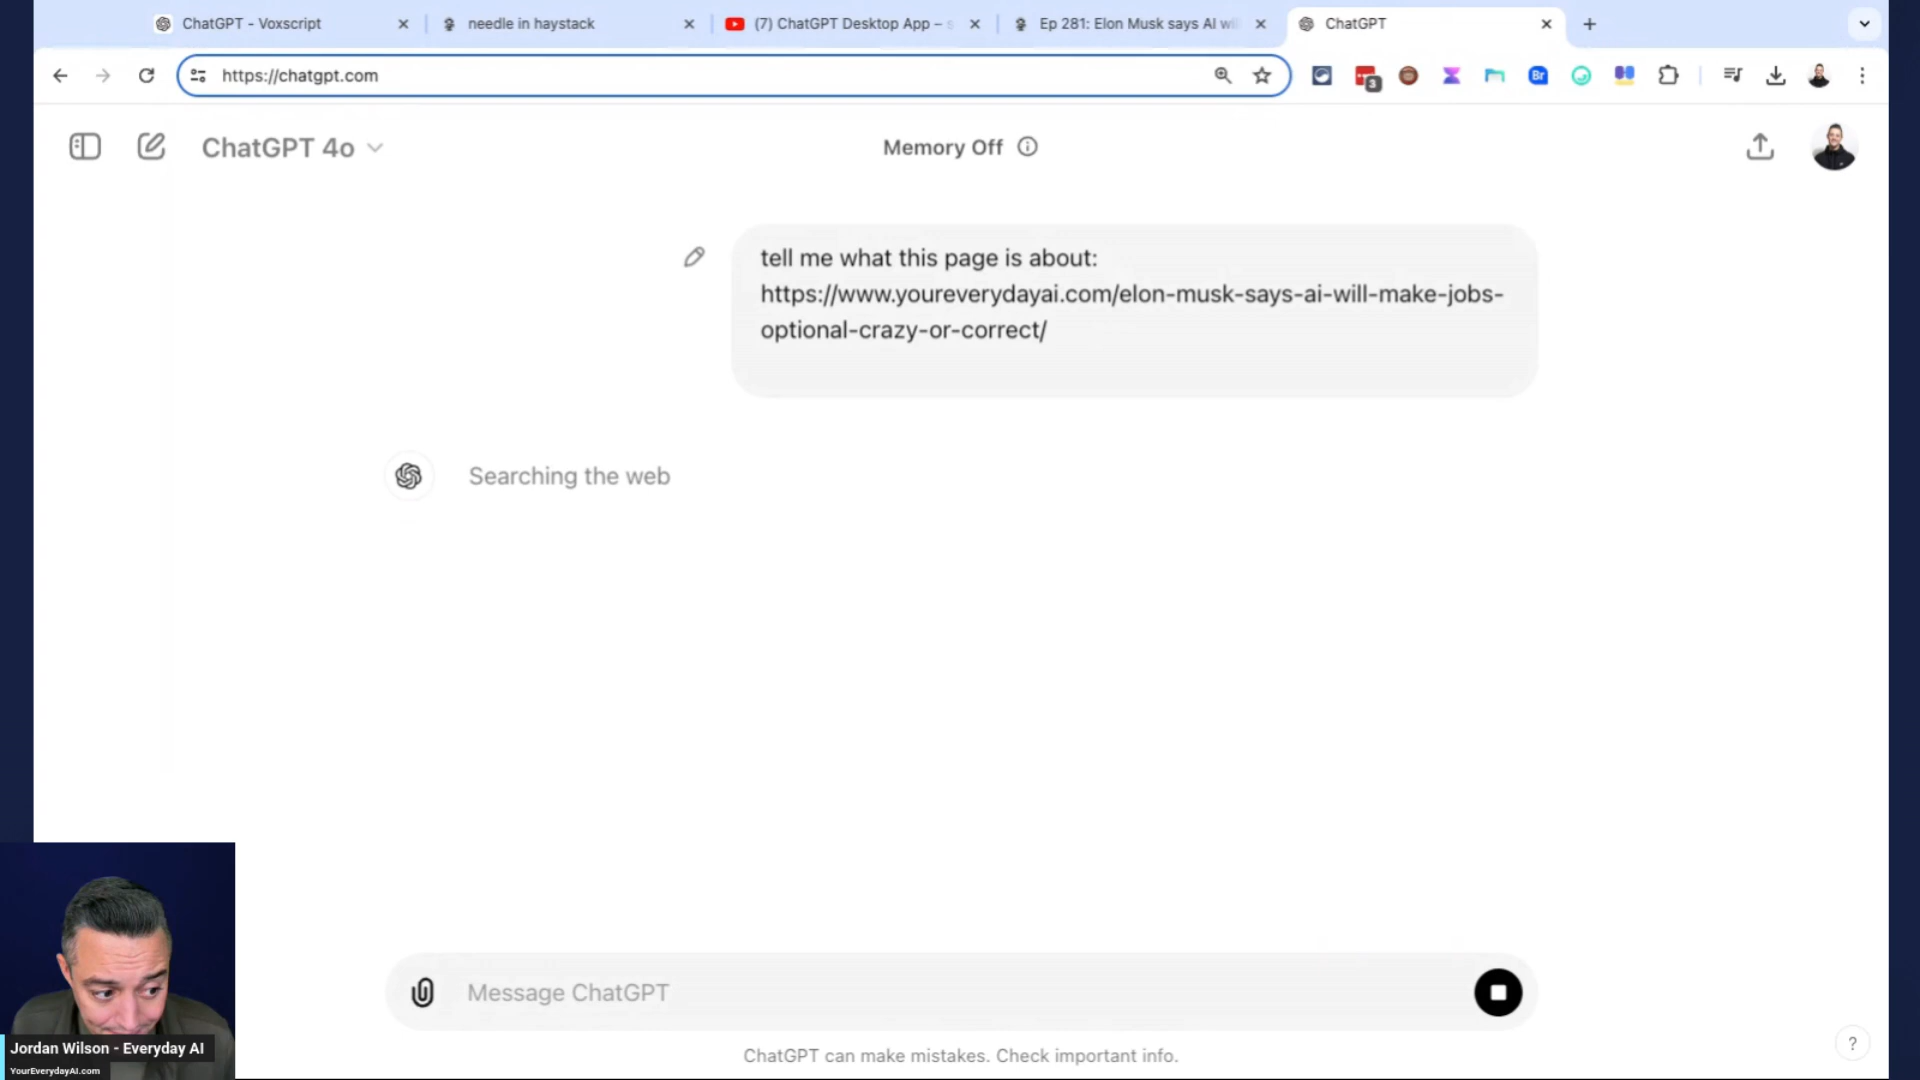 ChatGPT - Voxscript
needle in haystack
(7) ChatGPT Desktop App – s
Ep 281: Elon Musk says AI wi
ChatGPT
https://chatgpt.com
3
Br
ChatGPT 4o
Memory Off
tell me what this page is about:
https://www.youreverydayai.com/elon-musk-says-ai-will-make-jobs-
optional-crazy-or-correct/
Searching the web
Message ChatGPT
Jordan Wilson - Everyday AI
YourEverydayAI.com
ChatGPT can make mistakes. Check important info.
?